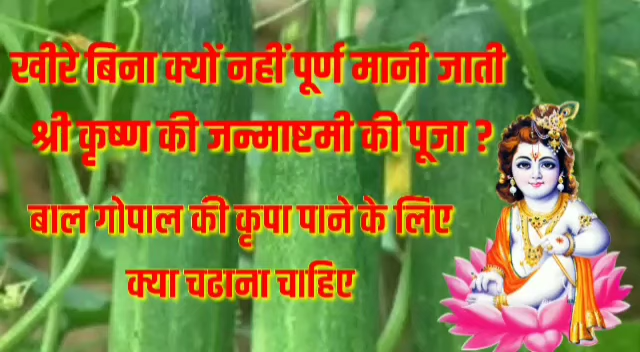 खीरे बिना क्यों नहीं पूर्ण मानी जाती
श्री कृष्ण की जन्माष्टमी की पूजा ?
बाल गोपाल की कृपा पाने के लिए
क्या चढाना चाहिए